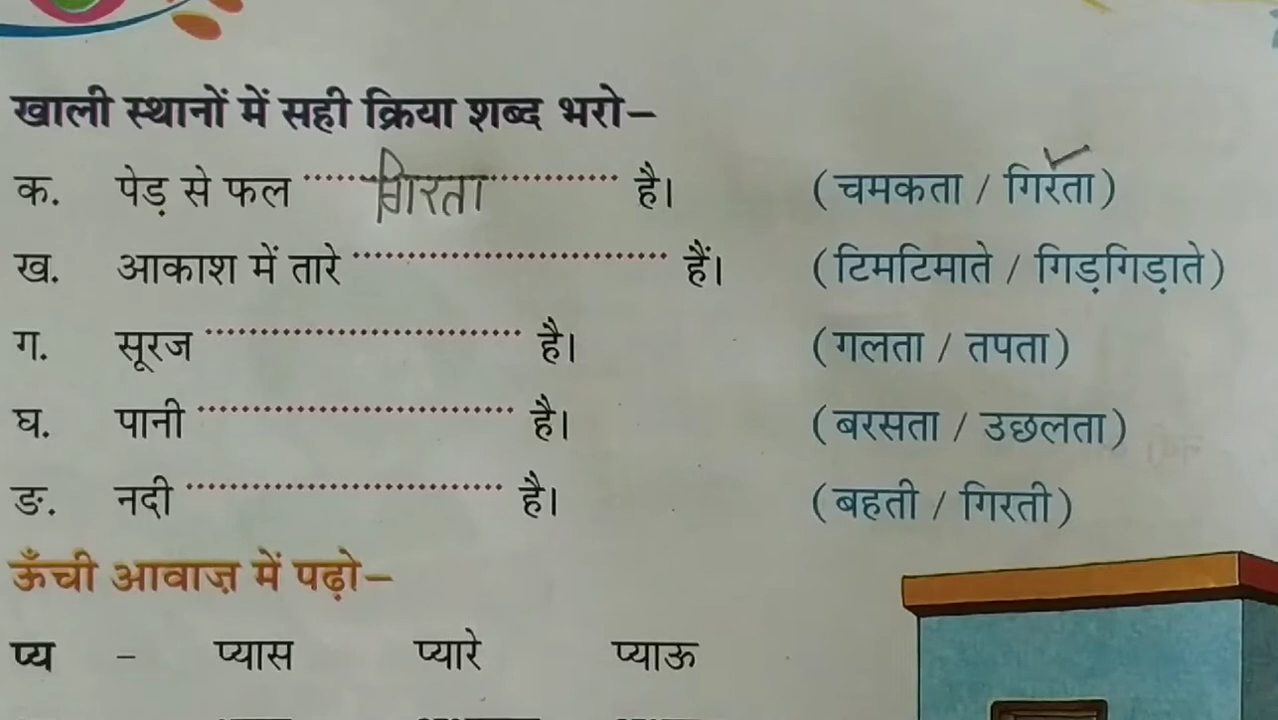 खाली स्थानों में सही क्रिया शब्द भरो–
क. पेड़ से फल ........गिरता........ है। (चमकता / गिरता)
ख. आकाश में तारे ........................ हैं। (टिमटिमाते / गिड़गिड़ाते)
ग. सूरज ........................ है। (गलता / तपता)
घ. पानी ........................ है। (बरसता / उछलता)
ङ. नदी ........................ है। (बहती / गिरती)
ऊँची आवाज़ में पढ़ो–
प्य – प्यास प्यारे प्याऊ